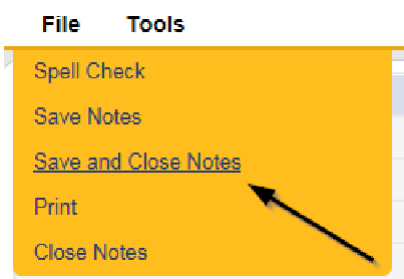 File Tools
Spell Check
Save Notes
Save and Close Notes
Print
Close Notes